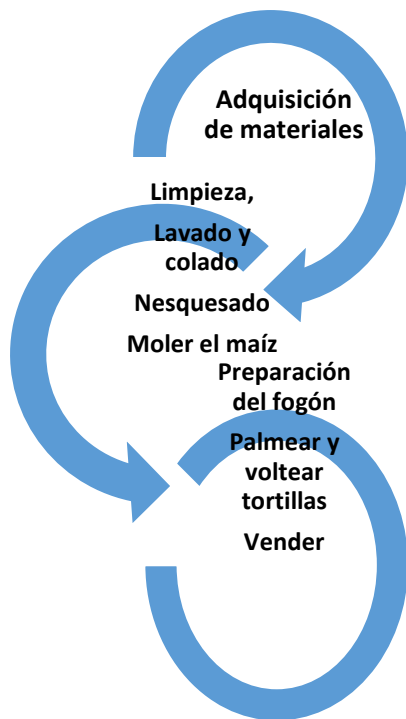 Adquisición
de materiales
Limpieza,
Lavado y
colado
Nesquesado
Moler el maíz
Preparación
del fogón
Palmear y
voltear
tortillas
Vender